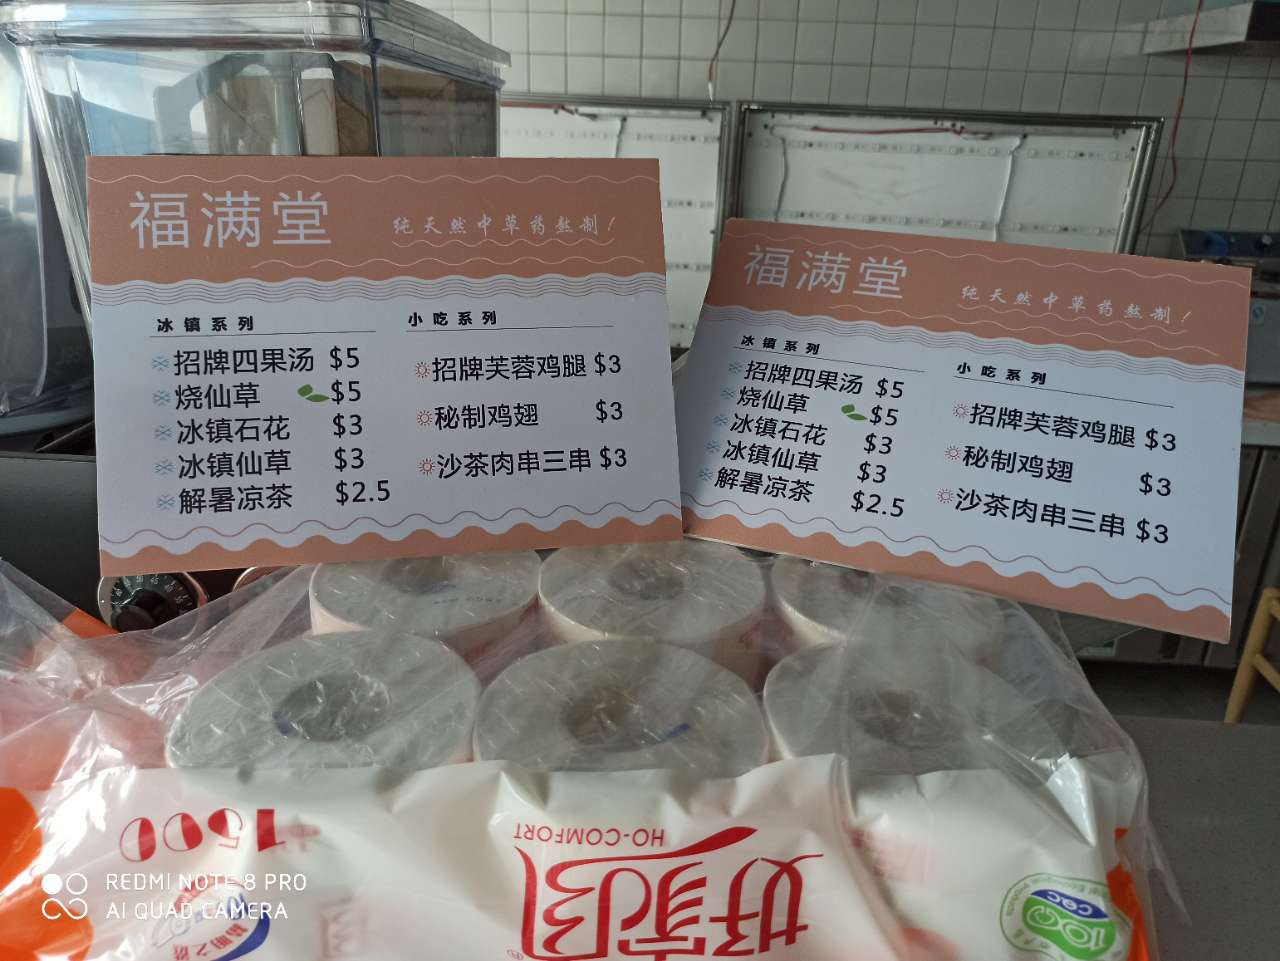 福满堂
纯天然中草药熬制！
冰镇系列
招牌四果汤 $5
烧仙草 $5
冰镇石花 $3
冰镇仙草 $3
解暑凉茶 $2.5
小吃系列
招牌芙蓉鸡腿 $3
秘制鸡翅 $3
沙茶肉串三串 $3
福满堂
纯天然中草药熬制！
冰镇系列
招牌四果汤 $5
烧仙草 $5
冰镇石花 $3
冰镇仙草 $3
解暑凉茶 $2.5
小吃系列
招牌芙蓉鸡腿 $3
秘制鸡翅 $3
沙茶肉串三串 $3
1500
HO-COMFORT
好家风
CQC
REDMI NOTE 8 PRO
AI QUAD CAMERA